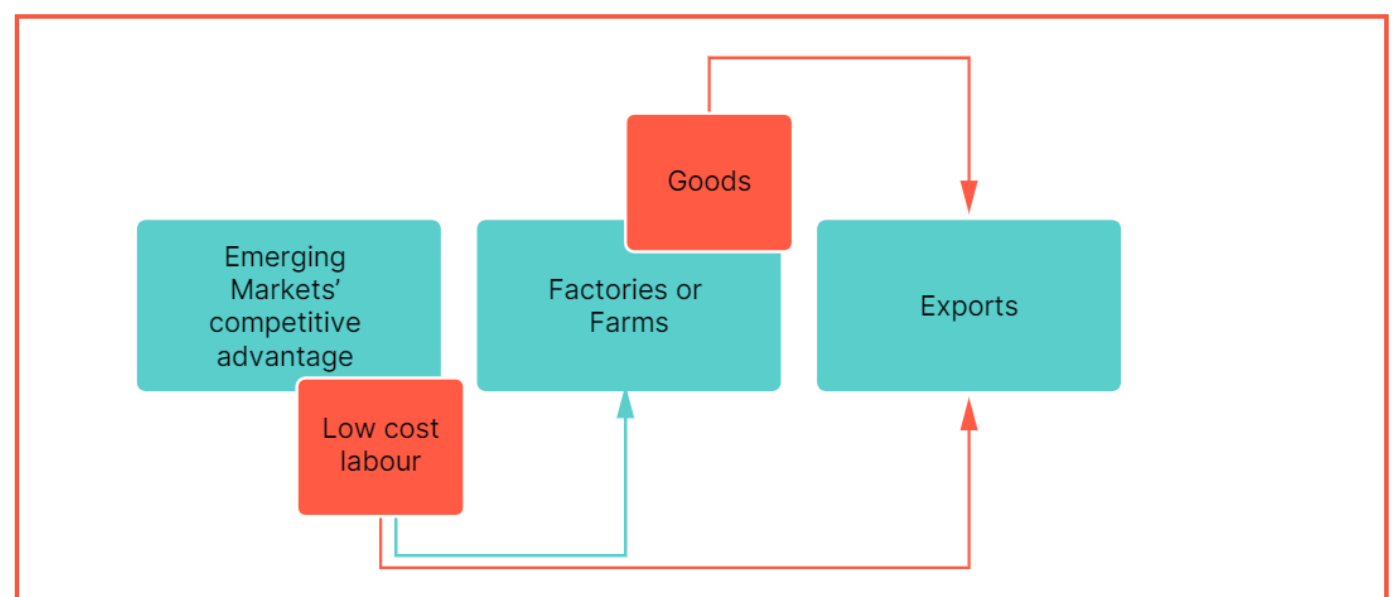 Goods
Emerging
Markets’
competitive
advantage
Factories or
Farms
Exports
Low cost
labour